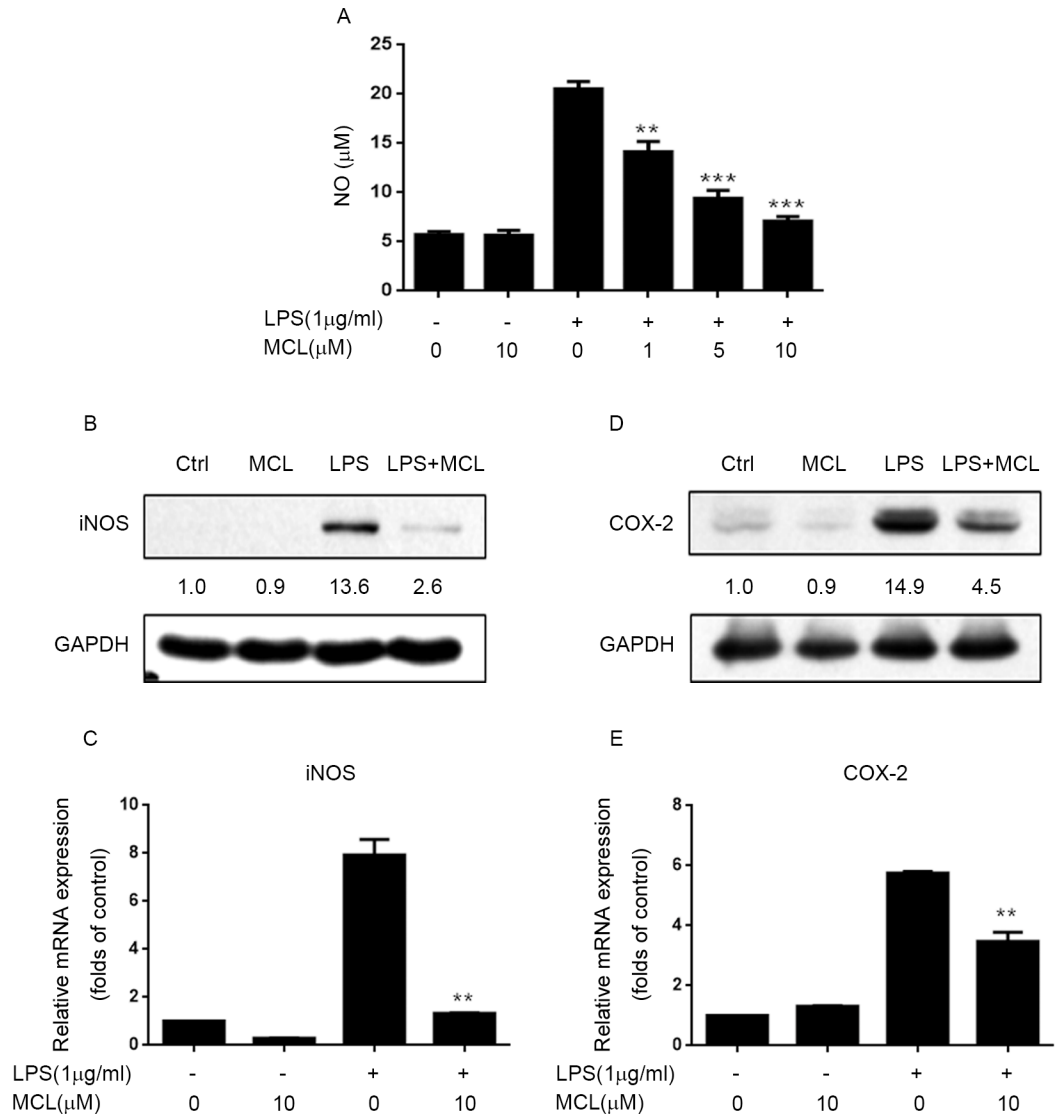 A
25
20
15
10
5
0
NO (μM)
**
***
***
LPS(1μg/ml) - - + + + +
MCL(μM) 0 10 0 1 5 10
B
Ctrl MCL LPS LPS+MCL
iNOS
1.0 0.9 13.6 2.6
GAPDH
D
Ctrl MCL LPS LPS+MCL
COX-2
1.0 0.9 14.9 4.5
GAPDH
C
iNOS
Relative mRNA expression
(folds of control)
10
8
6
4
2
0
**
LPS(1μg/ml) - - + +
MCL(μM) 0 10 0 10
E
COX-2
Relative mRNA expression
(folds of control)
8
6
4
2
0
**
LPS(1μg/ml) - - + +
MCL(μM) 0 10 0 10